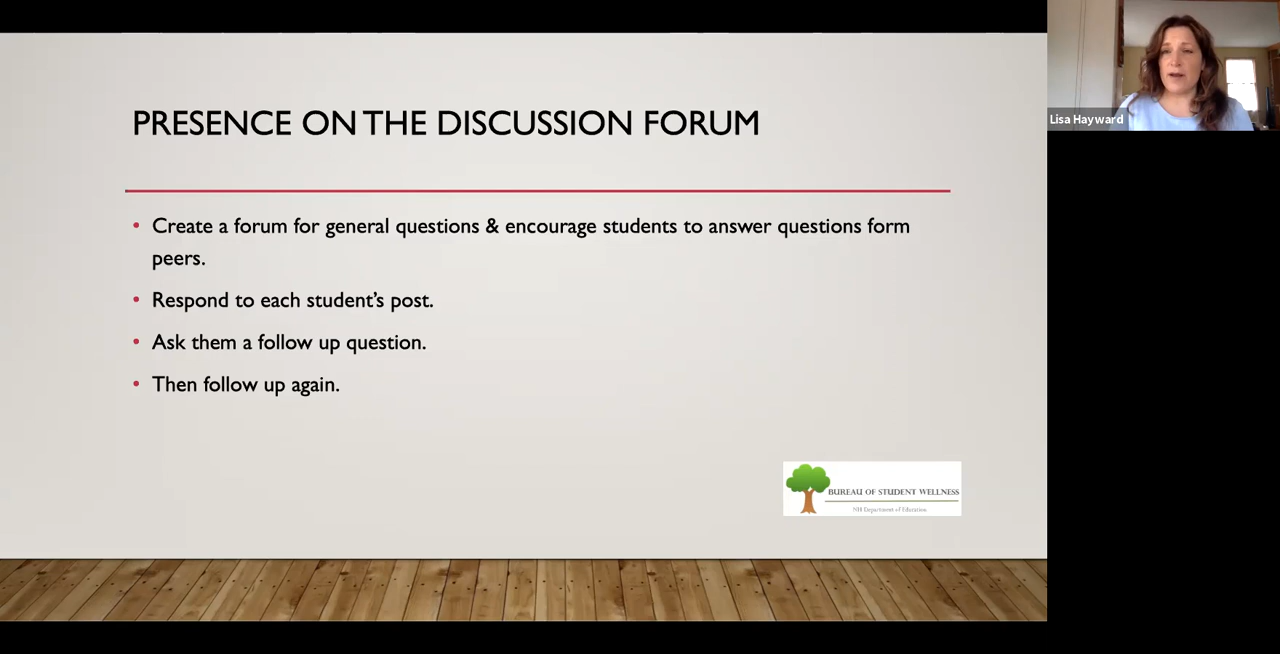 PRESENCE ON THE DISCUSSION FORUM
• Create a forum for general questions & encourage students to answer questions form
peers.
• Respond to each student's post.
• Ask them a follow up question.
• Then follow up again.
BUREAU OF STUDENT WELLNESS
NH Department of Education
Lisa Hayward